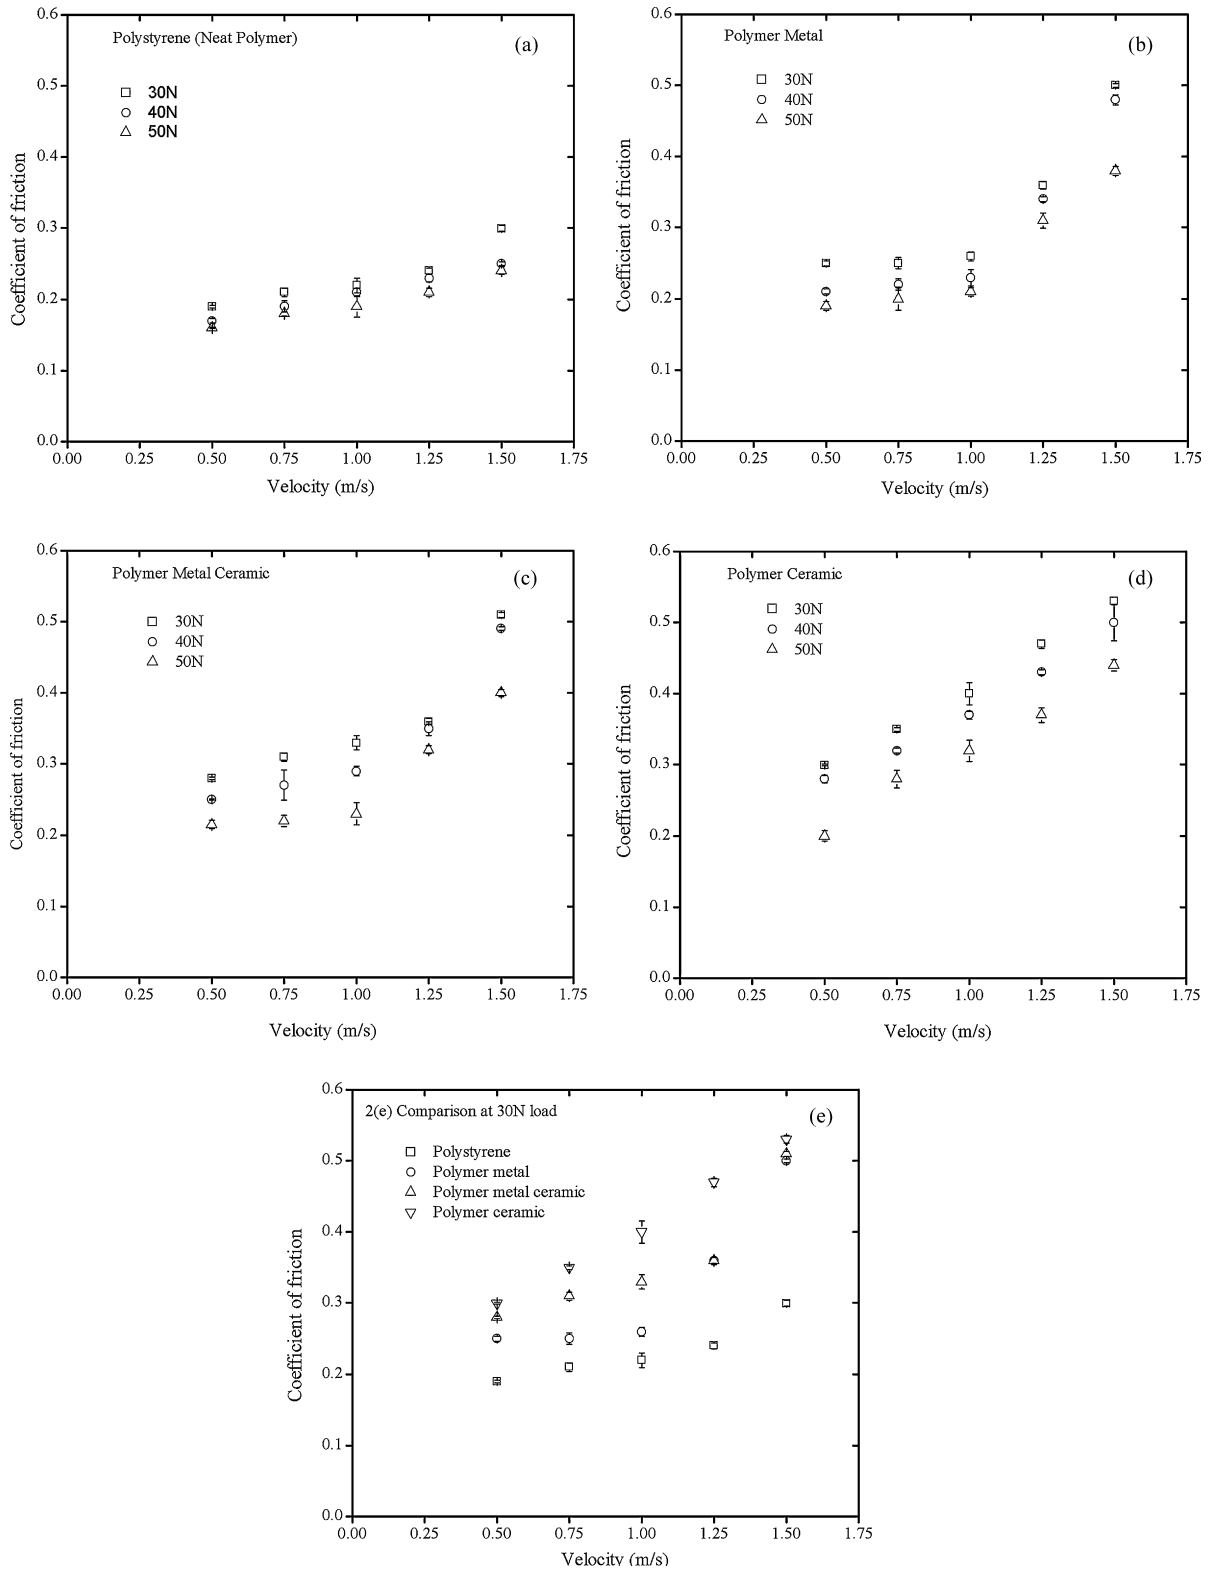 Polystyrene (Neat Polymer)
(a)
30N
40N
50N
0.6
0.5
0.4
0.3
0.2
0.1
0.0
Coefficient of friction
0.00 0.25 0.50 0.75 1.00 1.25 1.50 1.75
Velocity (m/s)
Polymer Metal
(b)
30N
40N
50N
0.6
0.5
0.4
0.3
0.2
0.1
0.0
Coefficient of friction
0.00 0.25 0.50 0.75 1.00 1.25 1.50 1.75
Velocity (m/s)
Polymer Metal Ceramic
(c)
30N
40N
50N
0.6
0.5
0.4
0.3
0.2
0.1
0.0
Coefficient of friction
0.00 0.25 0.50 0.75 1.00 1.25 1.50 1.75
Velocity (m/s)
Polymer Ceramic
(d)
30N
40N
50N
0.6
0.5
0.4
0.3
0.2
0.1
0.0
Coefficient of friction
0.00 0.25 0.50 0.75 1.00 1.25 1.50 1.75
Velocity (m/s)
2(e) Comparison at 30N load
(e)
Polystyrene
Polymer metal
Polymer metal ceramic
Polymer ceramic
0.6
0.5
0.4
0.3
0.2
0.1
0.0
Coefficient of friction
0.00 0.25 0.50 0.75 1.00 1.25 1.50 1.75
Velocity (m/s)